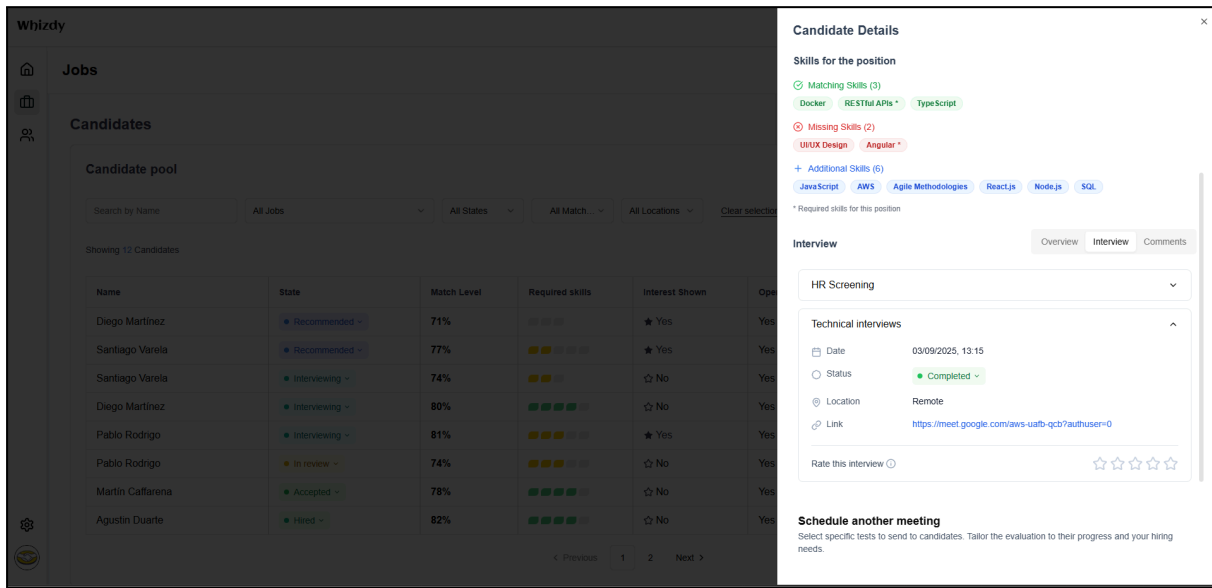 Whizdy
Jobs
Candidates
Candidate pool
Search by Name All Jobs All States All Match... All Locations Clear selection
Showing 12 Candidates
Name State Match Level Required skills Interest Shown
Diego Martínez Recommended 71% Yes Yes
Santiago Varela Recommended 77% Yes Yes
Santiago Varela Interviewing 74% No Yes
Diego Martínez Interviewing 80% No Yes
Pablo Rodrigo Interviewing 81% Yes Yes
Pablo Rodrigo In review 74% No Yes
Martín Caffarena Accepted 78% No Yes
Agustín Duarte Hired 82% No Yes
< Previous 1 2 Next >
Candidate Details
Skills for the position
Matching Skills (3)
Docker RESTful APIs * TypeScript
Missing Skills (2)
UI/UX Design Angular *
+ Additional Skills (6)
JavaScript AWS Agile Methodologies React.js Node.js SQL
* Required skills for this position
Interview Overview Interview Comments
HR Screening
Technical interviews
Date 03/09/2025, 13:15
Status Completed
Location Remote
Link https://meet.google.com/aws-uafb-qcb?authuser=0
Rate this interview
Schedule another meeting
Select specific tests to send to candidates. Tailor the evaluation to their progress and your hiring
needs.